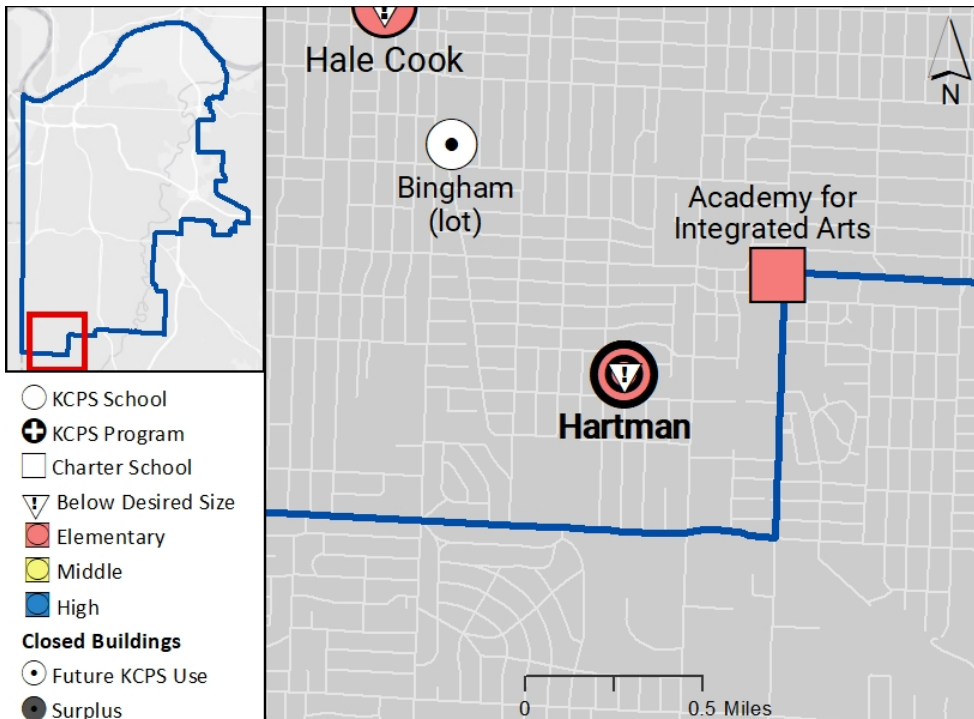 Hale Cook
N
Bingham
(lot)
Academy for
Integrated Arts
Hartman
KCPS School
KCPS Program
Charter School
Below Desired Size
Elementary
Middle
High
Closed Buildings
Future KCPS Use
Surplus
0
0.5 Miles